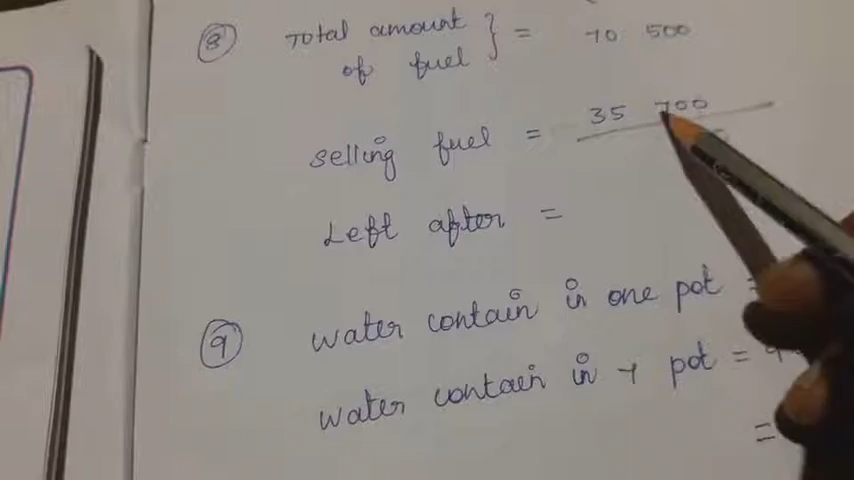 8 Total amount
of fuel } = 70 500
Selling fuel = 35 700
Left after =
9 Water contain in one pot =
Water contain in 7 pot = 9
=